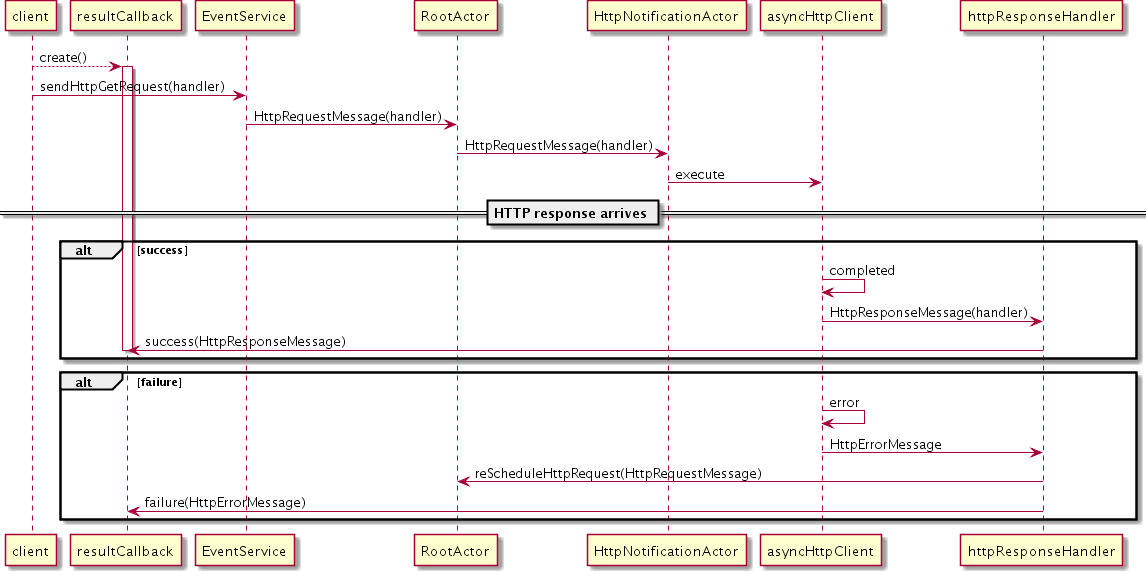 client resultCallback EventService RootActor HttpNotificationActor asyncHttpClient httpResponseHandler
create()
sendHttpGetRequest(handler)
HttpRequestMessage(handler)
HttpRequestMessage(handler)
execute
HTTP response arrives
alt [success]
completed
HttpResponseMessage(handler)
success(HttpResponseMessage)
alt [failure]
error
HttpErrorMessage
reScheduleHttpRequest(HttpRequestMessage)
failure(HttpErrorMessage)
client resultCallback EventService RootActor HttpNotificationActor asyncHttpClient httpResponseHandler